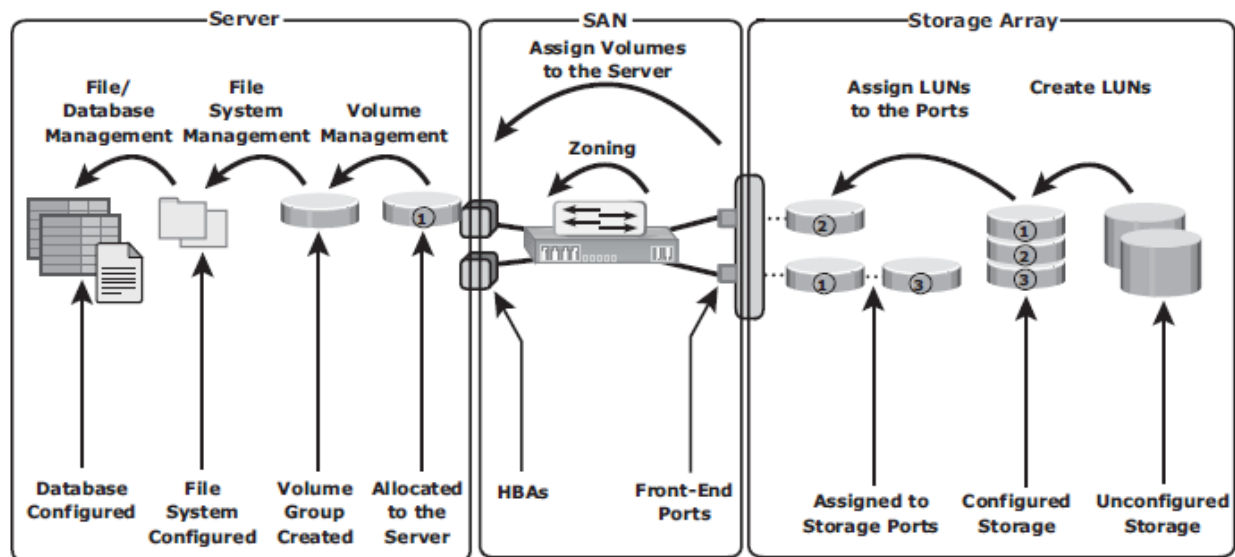 Server
SAN
Storage Array
Assign Volumes
to the Server
File/
Database
Management
File
System
Management
Volume
Management
Assign LUNs
to the Ports
Create LUNs
Zoning
1
2
1
3
1
2
3
Database
Configured
File
System
Configured
Volume
Group
Created
Allocated
to the
Server
HBAs
Front-End
Ports
Assigned to
Storage Ports
Configured
Storage
Unconfigured
Storage